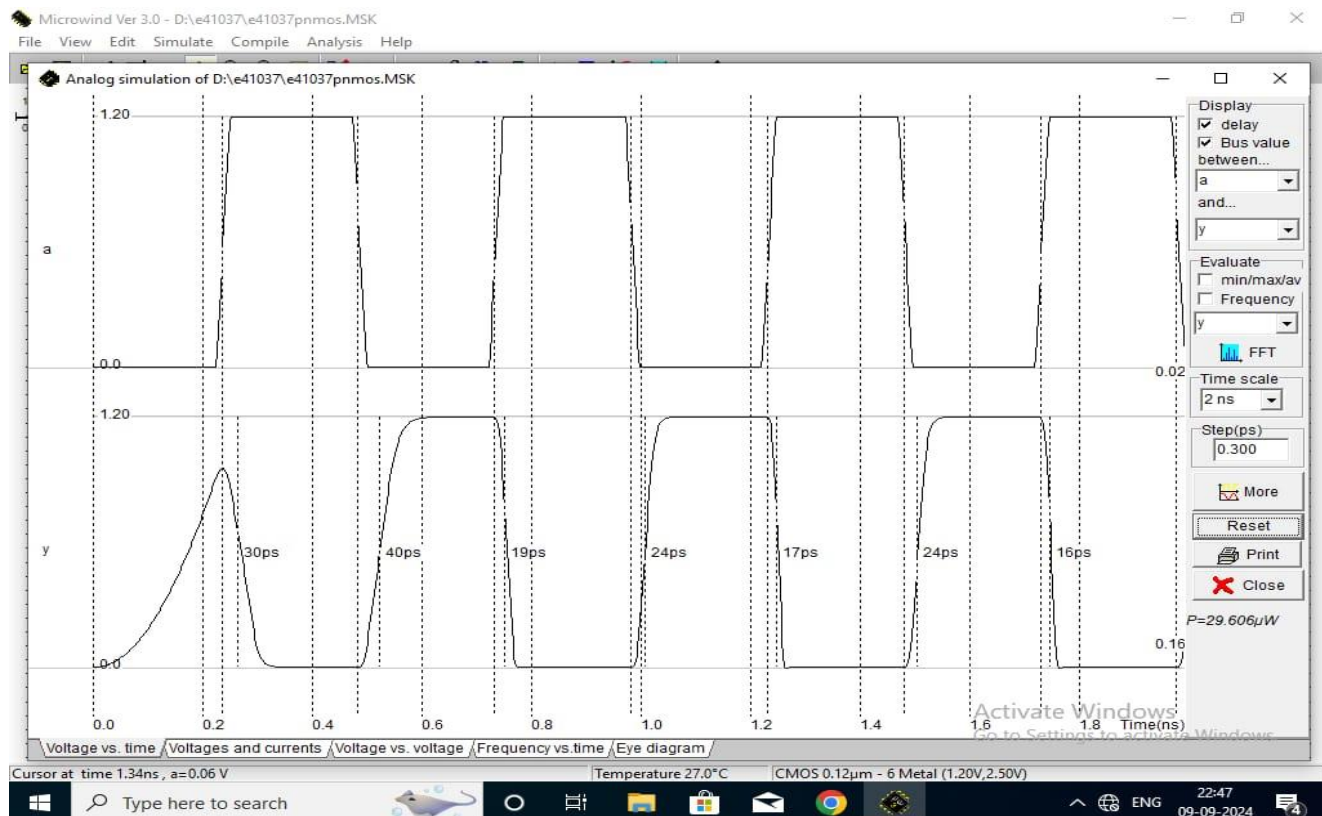 Microwind Ver 3.0 - D:\e41037\e41037pnmos.MSK
File View Edit Simulate Compile Analysis Help
Analog simulation of D:\e41037\e41037pnmos.MSK
Display
delay
Bus value
between...
a
and...
y
Evaluate
min/max/av
Frequency
y
FFT
Time scale
2 ns
Step(ps)
0.300
More
Reset
Print
Close
P=29.606µW
1.20
a
0.0
0.02
1.20
y
30ps 40ps 19ps 24ps 17ps 24ps 16ps
0.16
0.0
0.0 0.2 0.4 0.6 0.8 1.0 1.2 1.4 1.6 1.8 Time(ns)
Activate Windows
Go to Settings to activate Windows.
Voltage vs. time Voltages and currents Voltage vs. voltage Frequency vs.time Eye diagram
Cursor at time 1.34ns , a=0.06 V Temperature 27.0°C CMOS 0.12µm - 6 Metal (1.20V,2.50V)
Type here to search
ENG
22:47
09-09-2024
4